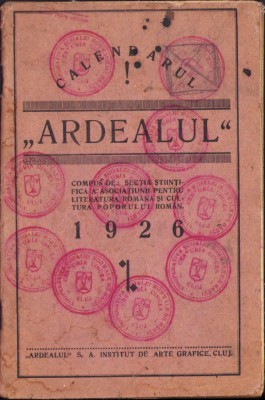 CALENDARUL
„ARDEALUL“
COMPUS DE: SECȚIA ȘTIINȚI-
FICĂ A ASOCIAȚIUNII PENTRU
LITERATURA ROMÂNĂ ȘI CUL-
TURA POPORULUI ROMÂN.
1926
„ARDEALUL“ S. A. INSTITUT DE ARTE GRAFICE, CLUJ.